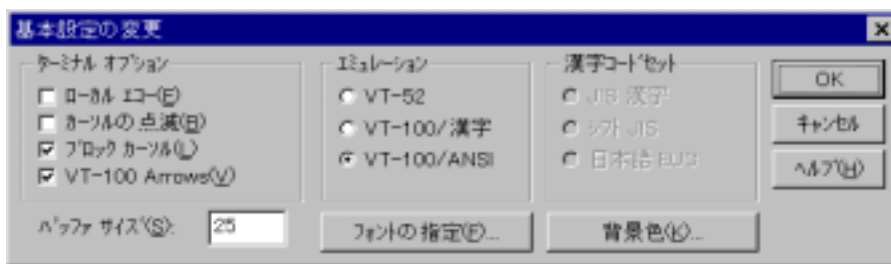 基本設定の変更
ﾀｰﾐﾅﾙ ｵﾌﾟｼｮﾝ
ﾛｰｶﾙ ｴｺｰ(E)
ｶｰｿﾙの点滅(B)
ﾌﾞﾛｯｸ ｶｰｿﾙ(L)
VT-100 Arrows(V)
ﾊﾞｯﾌｧ ｻｲｽﾞ(S):
25
ｴﾐｭﾚｰｼｮﾝ
VT-52
VT-100/漢字
VT-100/ANSI
ﾌｫﾝﾄの指定(F)...
漢字ｺｰﾄﾞｾｯﾄ
JIS 漢字
ｼﾌﾄ JIS
日本語 EUC
背景色(K)...
OK
ｷｬﾝｾﾙ
ﾍﾙﾌﾟ(H)